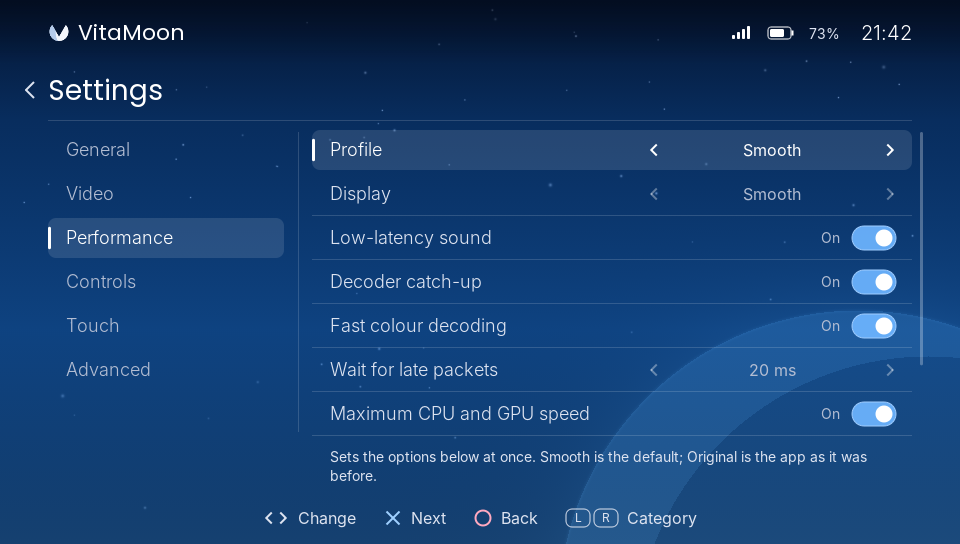 VitaMoon
73%
21:42
Settings
General
Video
Performance
Controls
Touch
Advanced
Profile
Smooth
Display
Smooth
Low-latency sound
On
Decoder catch-up
On
Fast colour decoding
On
Wait for late packets
20 ms
Maximum CPU and GPU speed
On
Sets the options below at once. Smooth is the default; Original is the app as it was
before.
Change
Next
Back
L R Category